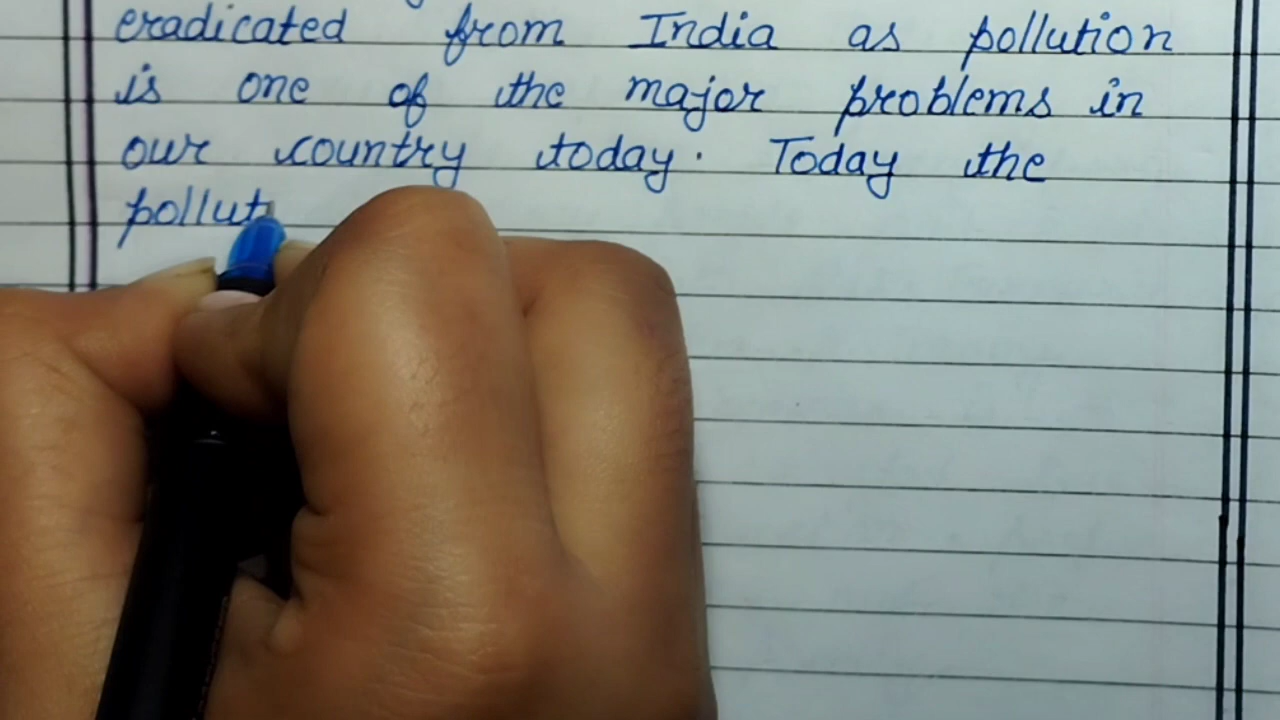 eradicated from India as pollution
is one of the major problems in
our country today. Today the
pollut